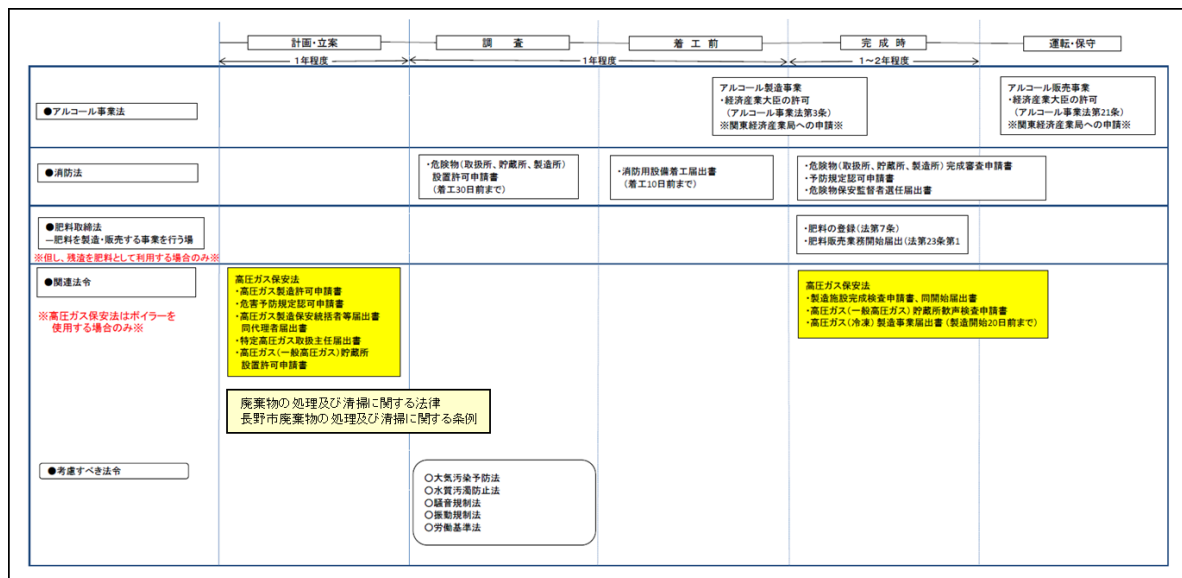 計画・立案
調 査
着 工 前
完 成 時
運転・保守
1年程度
1年程度
1～2年程度
●アルコール事業法
アルコール製造事業
・経済産業大臣の許可
（アルコール事業法第3条）
※関東経済産業局への申請※
アルコール販売事業
・経済産業大臣の許可
（アルコール事業法第21条）
※関東経済産業局への申請※
●消防法
・危険物（取扱所、貯蔵所、製造所）
設置許可申請書
（着工30日前まで）
・消防用設備着工届出書
（着工10日前まで）
・危険物（取扱所、貯蔵所、製造所）完成審査申請書
・予防規定認可申請書
・危険物保安監督者選任届出書
●肥料取締法
―肥料を製造・販売する事業を行う場
※但し、残渣を肥料として利用する場合のみ※
・肥料の登録（法第7条）
・肥料販売業務開始届出（法第23条第1
●関連法令
※高圧ガス保安法はボイラーを
使用する場合のみ※
高圧ガス保安法
・高圧ガス製造許可申請書
・危害予防規定認可申請書
・高圧ガス製造保安統括者等届出書
同代理者届出書
・特定高圧ガス取扱主任届出書
・高圧ガス（一般高圧ガス）貯蔵所
設置許可申請書
高圧ガス保安法
・製造施設完成検査申請書、同開始届出書
・高圧ガス（一般高圧ガス）貯蔵所歓声検査申請書
・高圧ガス（冷凍）製造事業届出書（製造開始20日前まで）
廃棄物の処理及び清掃に関する法律
長野市廃棄物の処理及び清掃に関する条例
●考慮すべき法令
○大気汚染予防法
○水質汚濁防止法
○騒音規制法
○振動規制法
○労働基準法